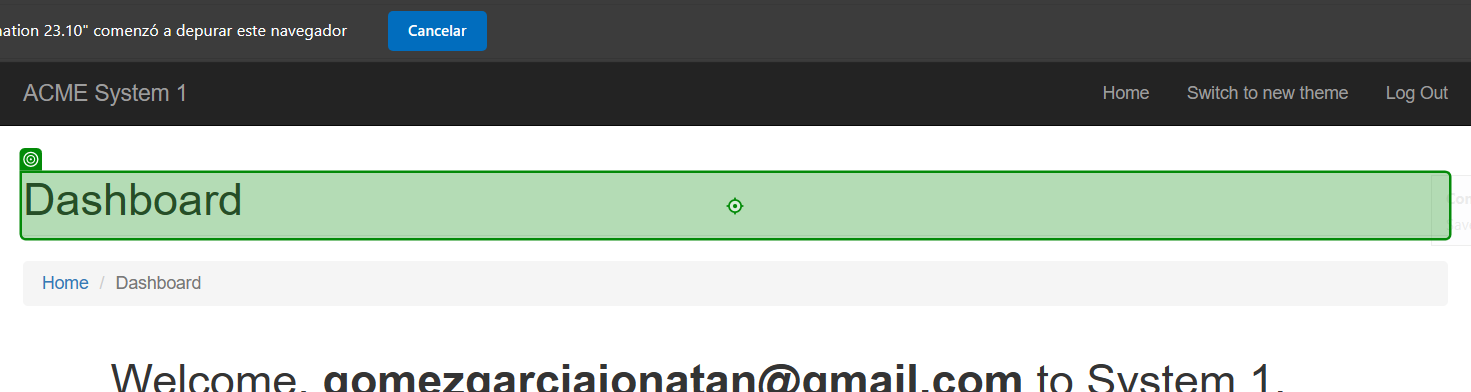 ation 23.10" comenzó a depurar este navegador Cancelar
ACME System 1 Home Switch to new theme Log Out
Dashboard
Home / Dashboard
Welcome, gomezgarciajonatan@gmail.com to System 1.